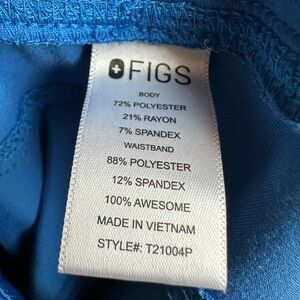 FIGS
BODY
72% POLYESTER
21% RAYON
7% SPANDEX
WAISTBAND
88% POLYESTER
12% SPANDEX
100% AWESOME
MADE IN VIETNAM
STYLE#: T21004P